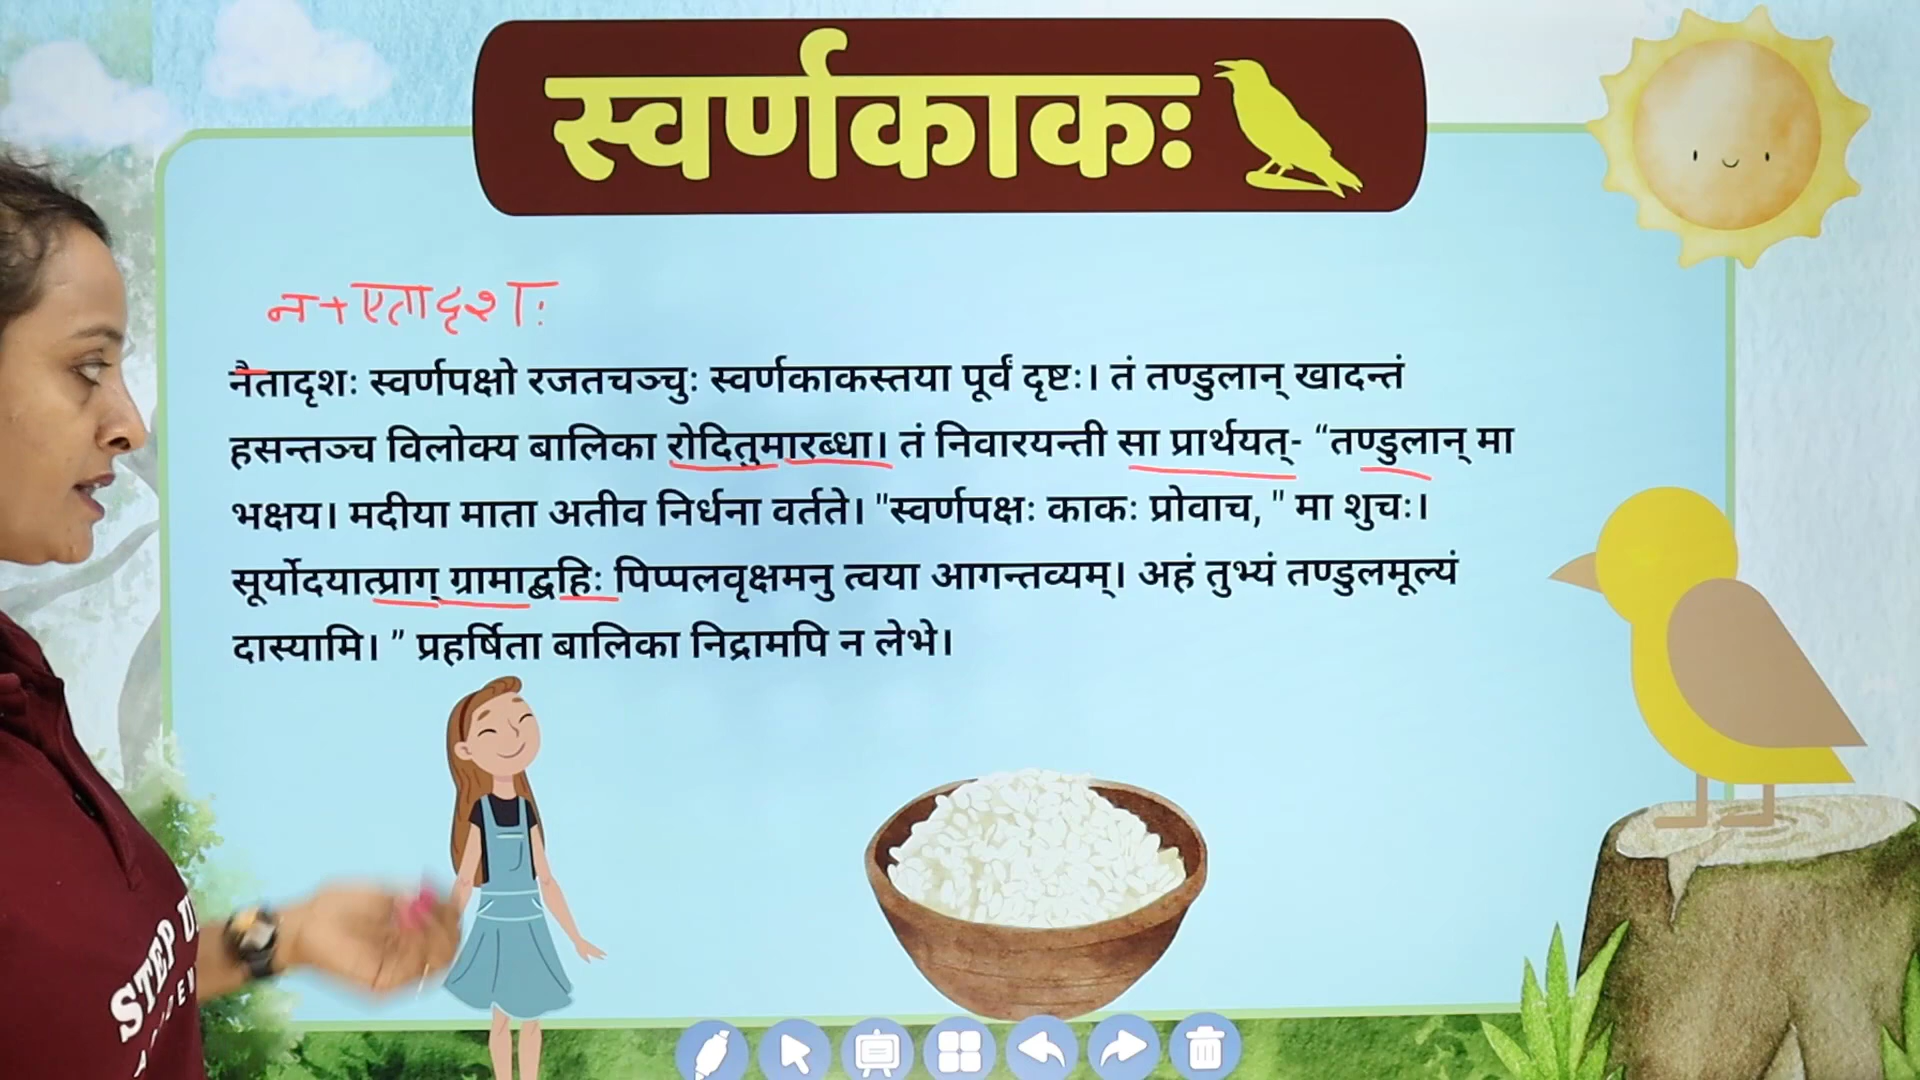 स्वर्णकाकः
न+एतादृशः
नैतादृशः स्वर्णपक्षो रजतचञ्चुः स्वर्णकाकस्तया पूर्वं दृष्टः। तं तण्डुलान् खादन्तं
हसन्तञ्च विलोक्य बालिका रोदितुमारब्धा। तं निवारयन्ती सा प्रार्थयत्- “तण्डुलान् मा
भक्षय। मदीया माता अतीव निर्धना वर्तते। "स्वर्णपक्षः काकः प्रोवाच, " मा शुचः।
सूर्योदयात्प्राग् ग्रामाद्बहिः पिप्पलवृक्षमनु त्वया आगन्तव्यम्। अहं तुभ्यं तण्डुलमूल्यं
दास्यामि। ” प्रहर्षिता बालिका निद्रामपि न लेभे।
STEP U